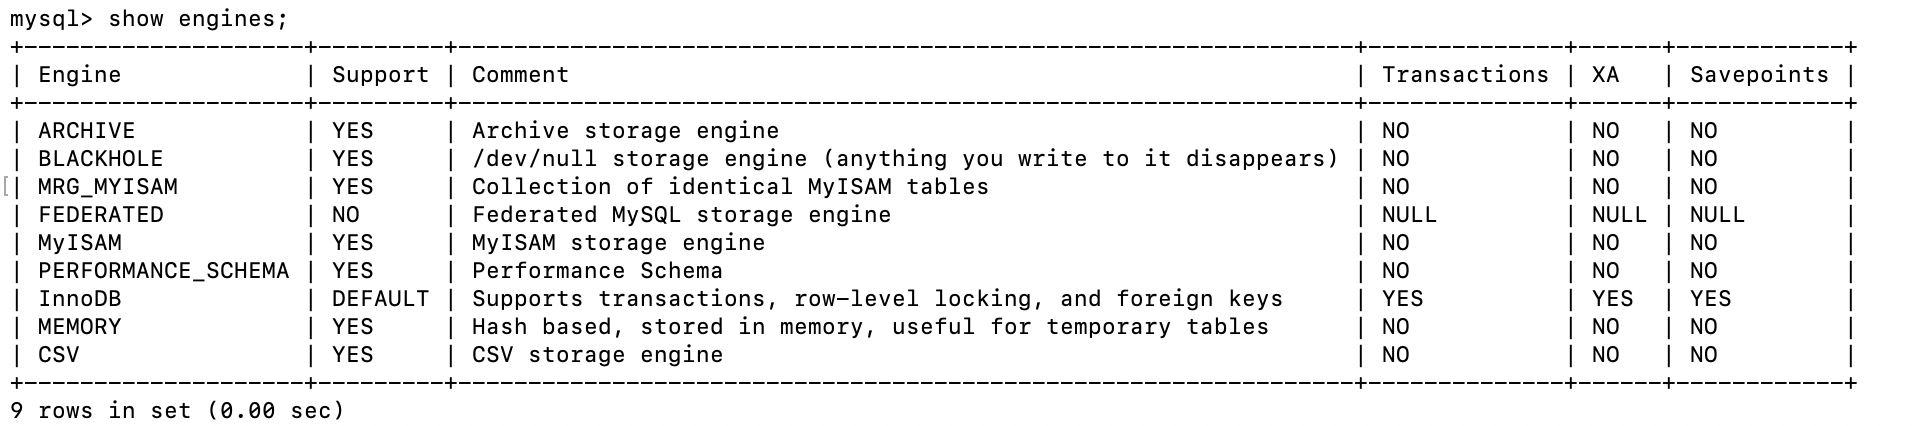 mysql> show engines;
+--------------------+---------+----------------------------------------------------------------+--------------+------+------------+
| Engine             | Support | Comment                                                        | Transactions | XA   | Savepoints |
+--------------------+---------+----------------------------------------------------------------+--------------+------+------------+
| ARCHIVE            | YES     | Archive storage engine                                         | NO           | NO   | NO         |
| BLACKHOLE          | YES     | /dev/null storage engine (anything you write to it disappears) | NO           | NO   | NO         |
[| MRG_MYISAM         | YES     | Collection of identical MyISAM tables                          | NO           | NO   | NO         |
| FEDERATED          | NO      | Federated MySQL storage engine                                 | NULL         | NULL | NULL       |
| MyISAM             | YES     | MyISAM storage engine                                          | NO           | NO   | NO         |
| PERFORMANCE_SCHEMA | YES     | Performance Schema                                             | NO           | NO   | NO         |
| InnoDB             | DEFAULT | Supports transactions, row-level locking, and foreign keys     | YES          | YES  | YES        |
| MEMORY             | YES     | Hash based, stored in memory, useful for temporary tables      | NO           | NO   | NO         |
| CSV                | YES     | CSV storage engine                                             | NO           | NO   | NO         |
+--------------------+---------+----------------------------------------------------------------+--------------+------+------------+
9 rows in set (0.00 sec)